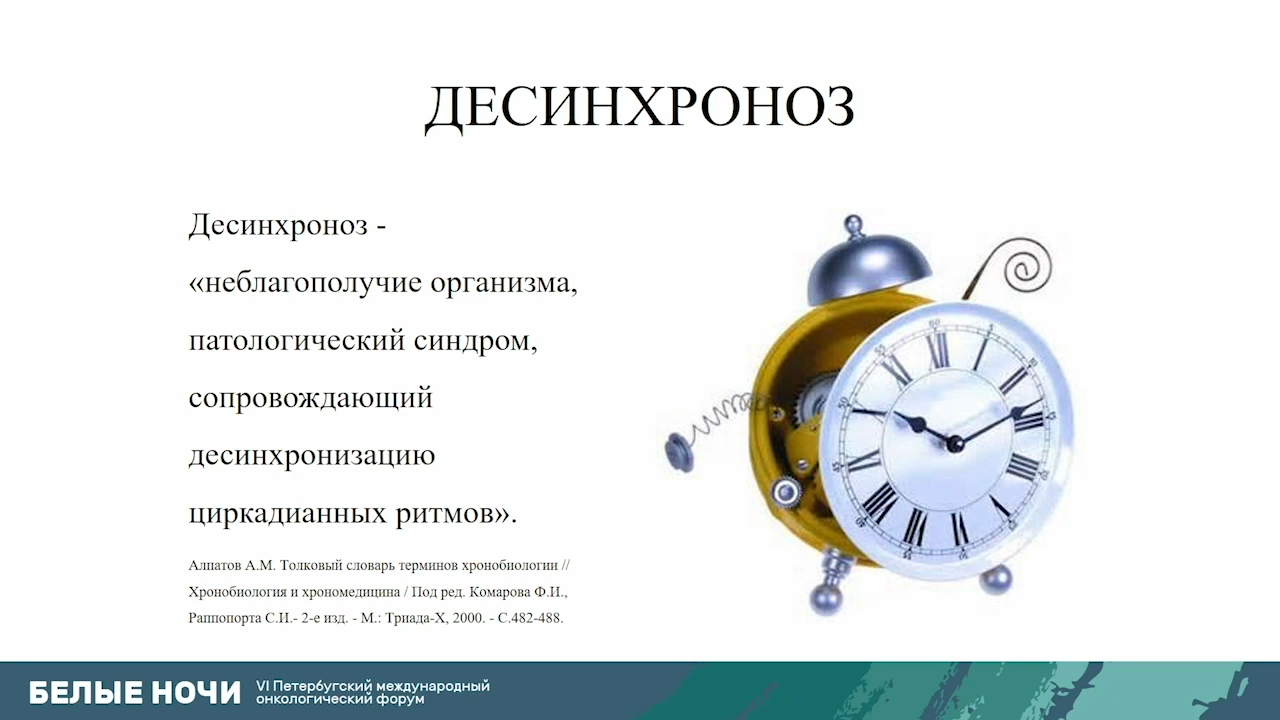 ДЕСИНХРОНОЗ
Десинхроноз -
«неблагополучие организма,
патологический синдром,
сопровождающий
десинхронизацию
циркадианных ритмов».
Алпатов А.М. Толковый словарь терминов хронобиологии //
Хронобиология и хрономедицина / Под ред. Комарова Ф.И.,
Раппопорта С.И.- 2-е изд. - М.: Триада-Х, 2000. - С.482-488.
БЕЛЫЕ НОЧИ
VI Петербугский международный
онкологический форум